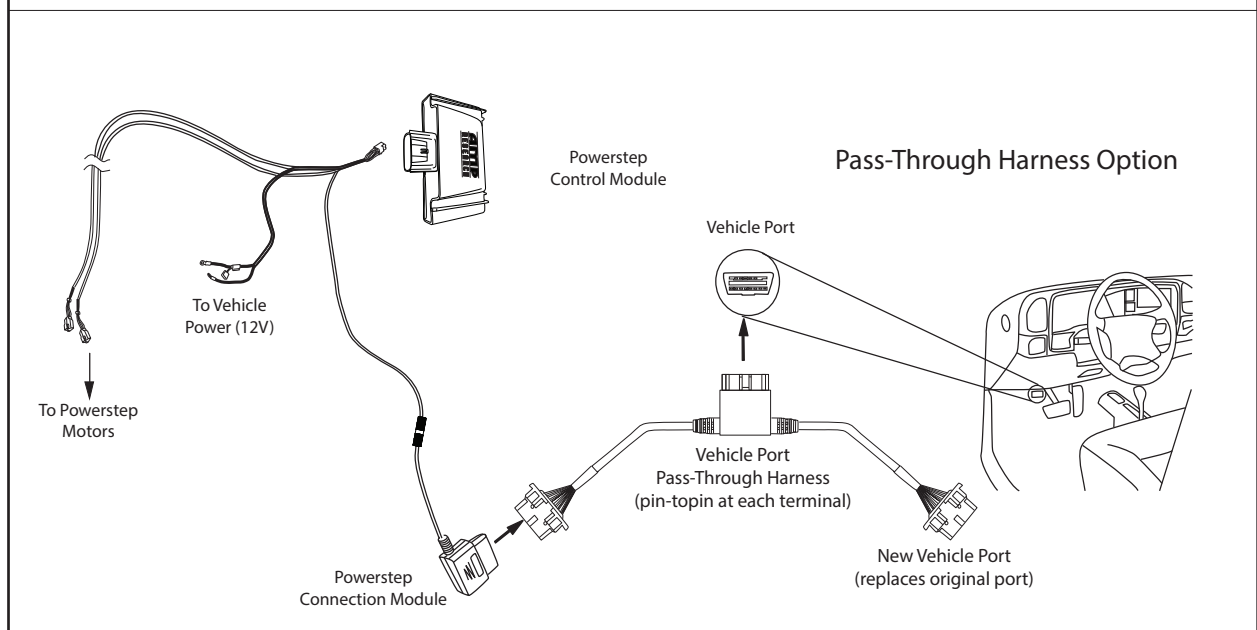 Powerstep
Control Module
Pass-Through Harness Option
Vehicle Port
To Vehicle
Power (12V)
To Powerstep
Motors
Vehicle Port
Pass-Through Harness
(pin-topin at each terminal)
New Vehicle Port
(replaces original port)
Powerstep
Connection Module